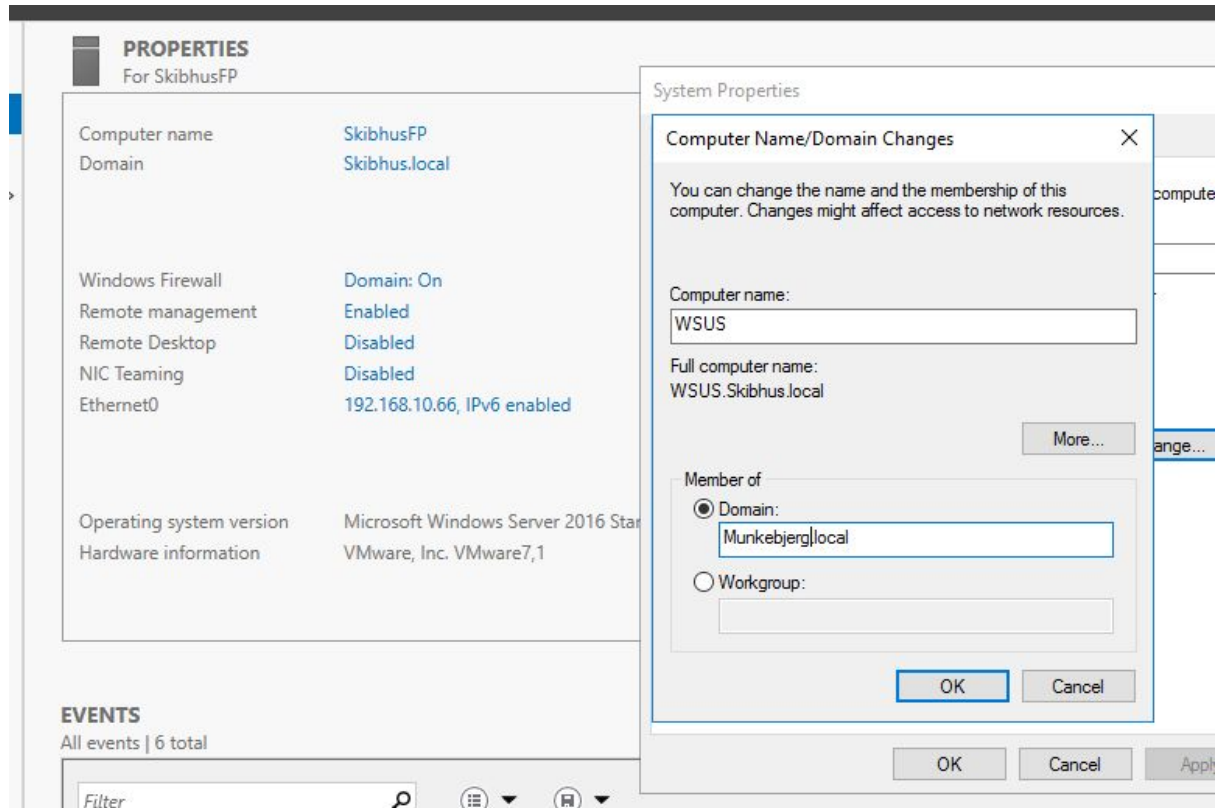 PROPERTIES
For SkibhusFP
Computer name SkibhusFP
Domain Skibhus.local
Windows Firewall Domain: On
Remote management Enabled
Remote Desktop Disabled
NIC Teaming Disabled
Ethernet0 192.168.10.66, IPv6 enabled
Operating system version Microsoft Windows Server 2016 Star
Hardware information VMware, Inc. VMware7,1
EVENTS
All events | 6 total
Filter
System Properties
Computer Name/Domain Changes
You can change the name and the membership of this
computer. Changes might affect access to network resources.
Computer name:
WSUS
Full computer name:
WSUS.Skibhus.local
More...
Member of
Domain:
Munkebjerg.local
Workgroup:
OK Cancel
OK Cancel Apply
compute
ange...